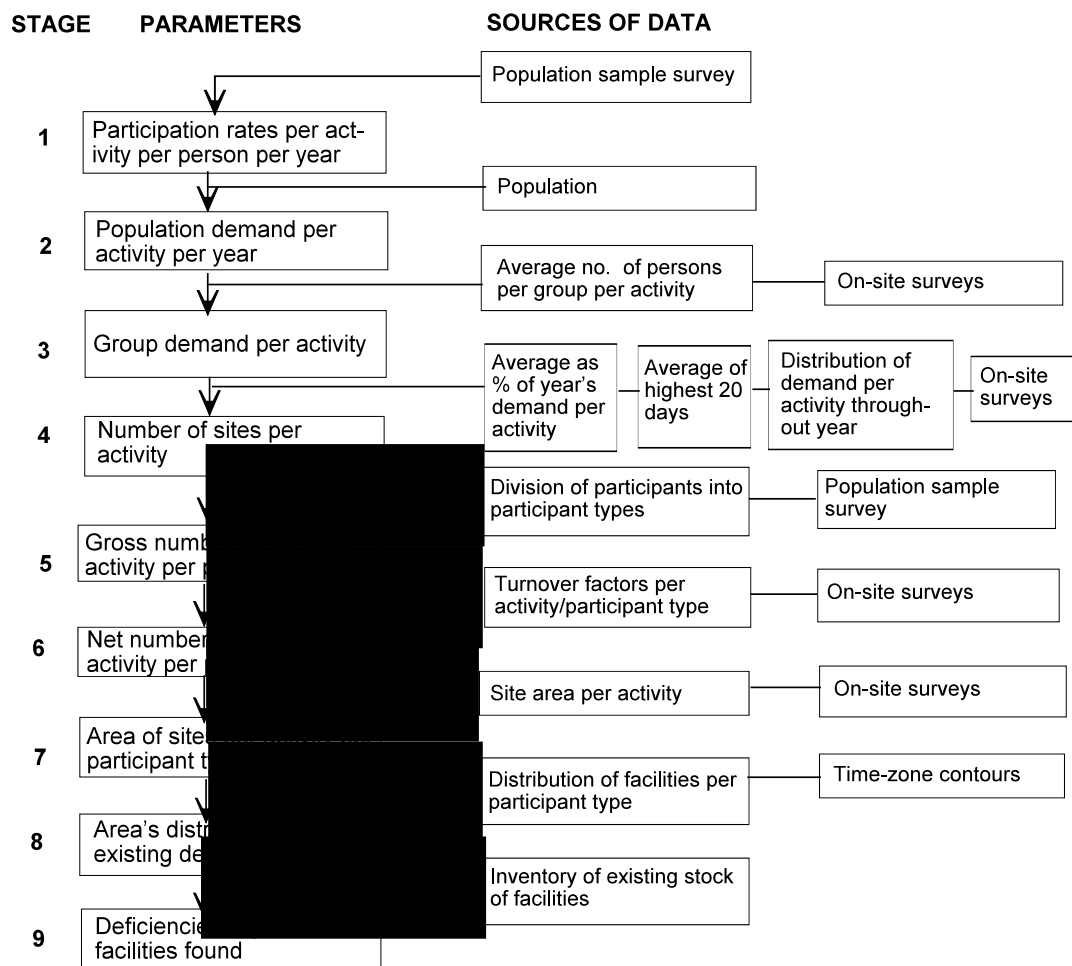 STAGE PARAMETERS SOURCES OF DATA
Population sample survey
1
Participation rates per act-
ivity per person per year
Population
2
Population demand per
activity per year
Average no. of persons
per group per activity
On-site surveys
3
Group demand per activity
Average as
% of year's
demand per
activity
Average of
highest 20
days
Distribution of
demand per
activity through-
out year
On-site
surveys
4
Number of sites per
activity
Division of participants into
participant types
Population sample
survey
5
Gross
activity per
Turnover factors per
activity/participant type
On-site surveys
6
Net number
activity per
Site area per activity
On-site surveys
7
Area of sites
participant
Distribution of facilities per
participant type
Time-zone contours
8
Area's
existing
Inventory of existing stock
of facilities
9
facilities found